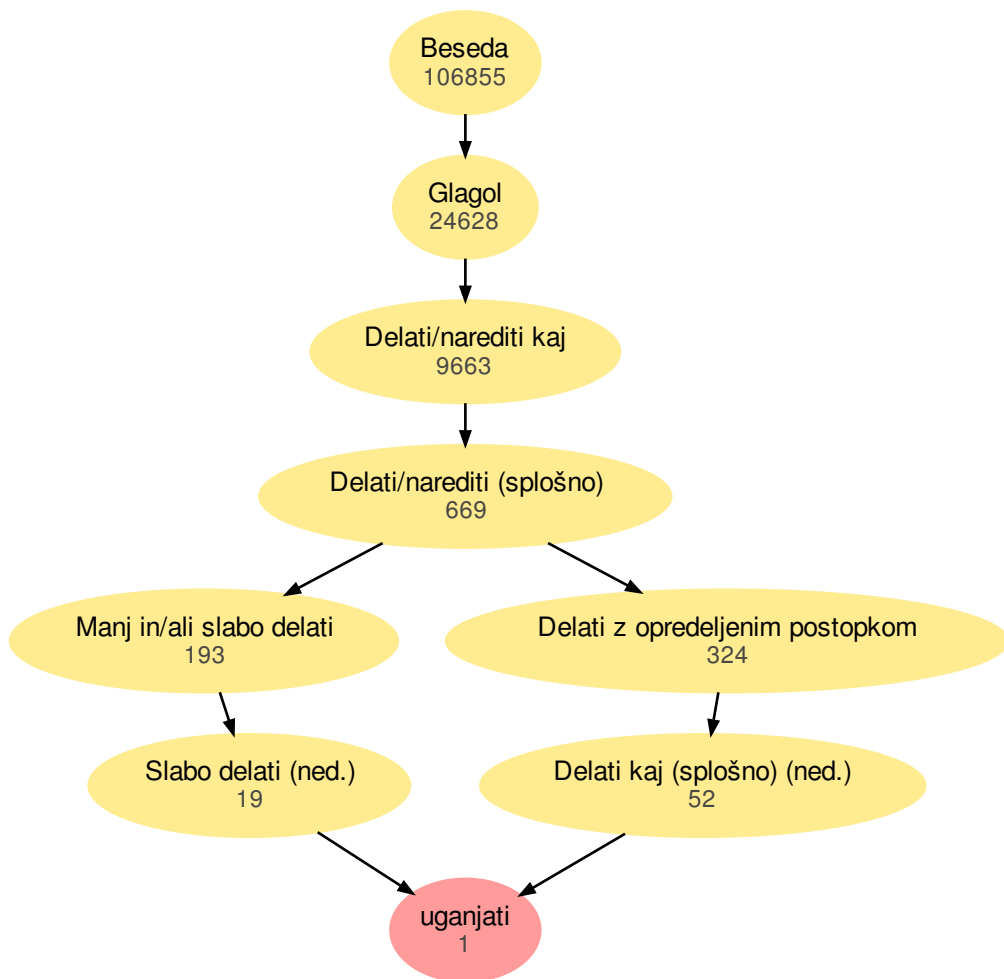 Beseda
106855
Glagol
24628
Delati/narediti kaj
9663
Delati/narediti (splošno)
669
Manj in/ali slabo delati
193
Delati z opredeljenim postopkom
324
Slabo delati (ned.)
19
Delati kaj (splošno) (ned.)
52
uganjati
1